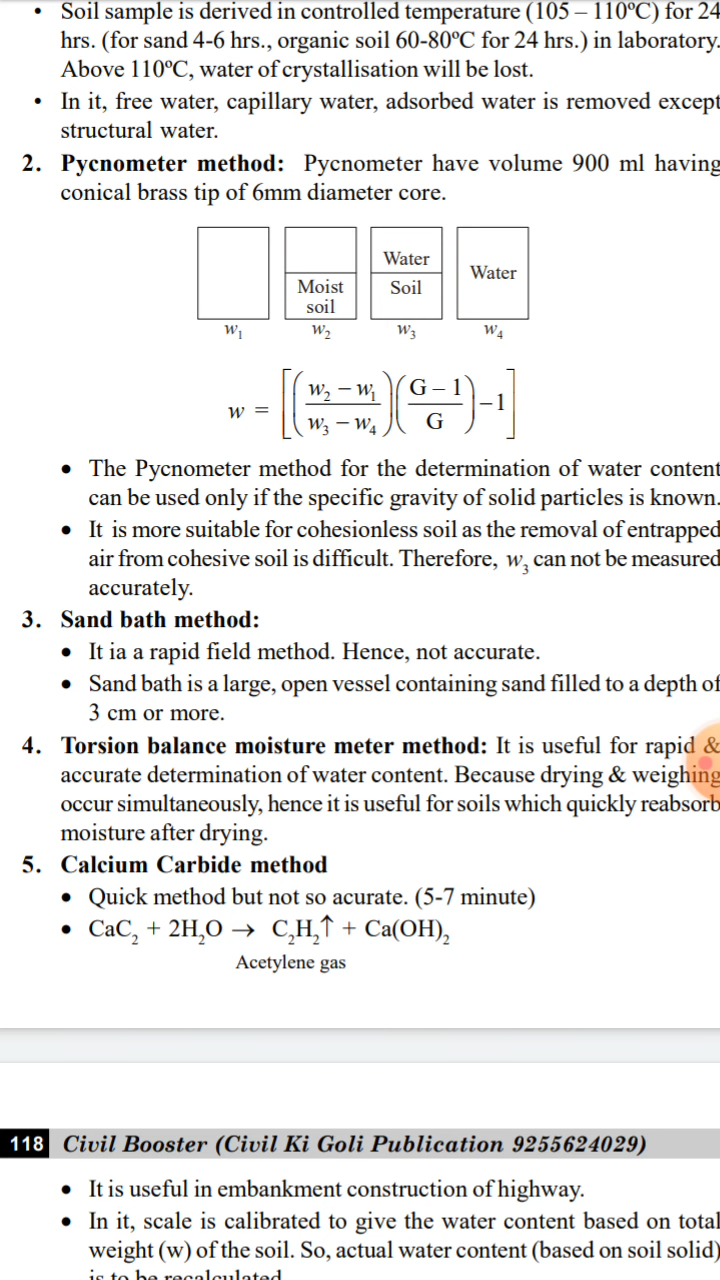 • Soil sample is derived in controlled temperature (105 – 110ºC) for 24
hrs. (for sand 4-6 hrs., organic soil 60-80ºC for 24 hrs.) in laboratory.
Above 110ºC, water of crystallisation will be lost.
• In it, free water, capillary water, adsorbed water is removed except
structural water.
2. Pycnometer method: Pycnometer have volume 900 ml having
conical brass tip of 6mm diameter core.
Moist
soil
Water
Soil
Water
w₁ w₂ w₃ w₄
w = [((w₂ – w₁)/(w₃ – w₄))((G – 1)/G) – 1]
• The Pycnometer method for the determination of water content
can be used only if the specific gravity of solid particles is known.
• It is more suitable for cohesionless soil as the removal of entrapped
air from cohesive soil is difficult. Therefore, w₃ can not be measured
accurately.
3. Sand bath method:
• It ia a rapid field method. Hence, not accurate.
• Sand bath is a large, open vessel containing sand filled to a depth of
3 cm or more.
4. Torsion balance moisture meter method: It is useful for rapid &
accurate determination of water content. Because drying & weighing
occur simultaneously, hence it is useful for soils which quickly reabsorb
moisture after drying.
5. Calcium Carbide method
• Quick method but not so acurate. (5-7 minute)
• CaC₂ + 2H₂O → C₂H₂↑ + Ca(OH)₂
Acetylene gas
118 Civil Booster (Civil Ki Goli Publication 9255624029)
• It is useful in embankment construction of highway.
• In it, scale is calibrated to give the water content based on total
weight (w) of the soil. So, actual water content (based on soil solid)
is to be recalculated